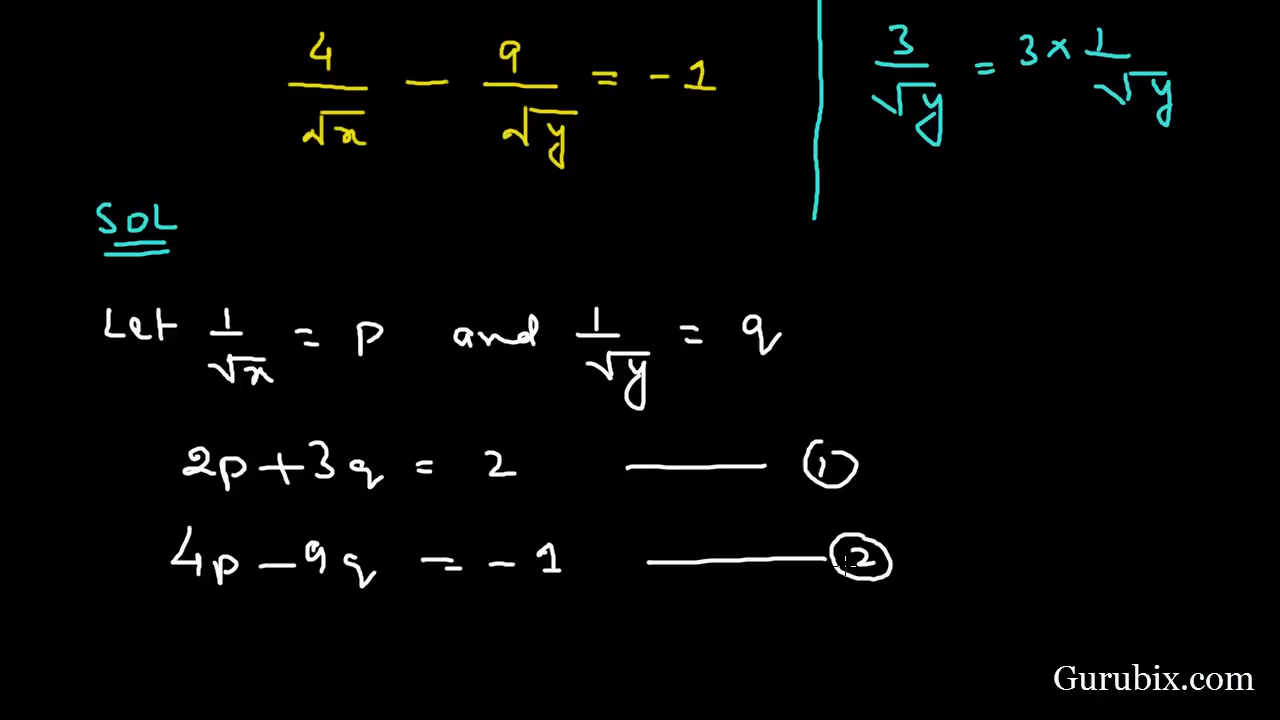 4/√x − 9/√y = −1
3/√y = 3 × 1/√y
SOL
Let 1/√x = p and 1/√y = q
2p + 3q = 2 —— ①
4p − 9q = −1 —— ②
Gurubix.com